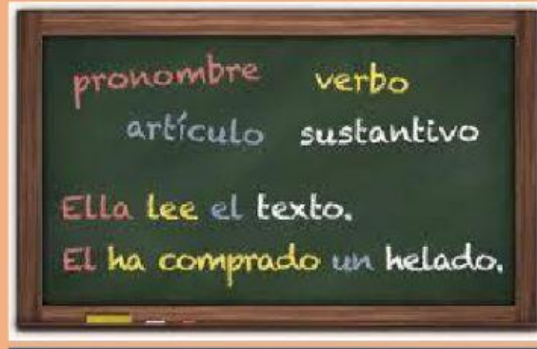 pronombre verbo
artículo sustantivo
Ella lee el texto.
El ha comprado un helado.